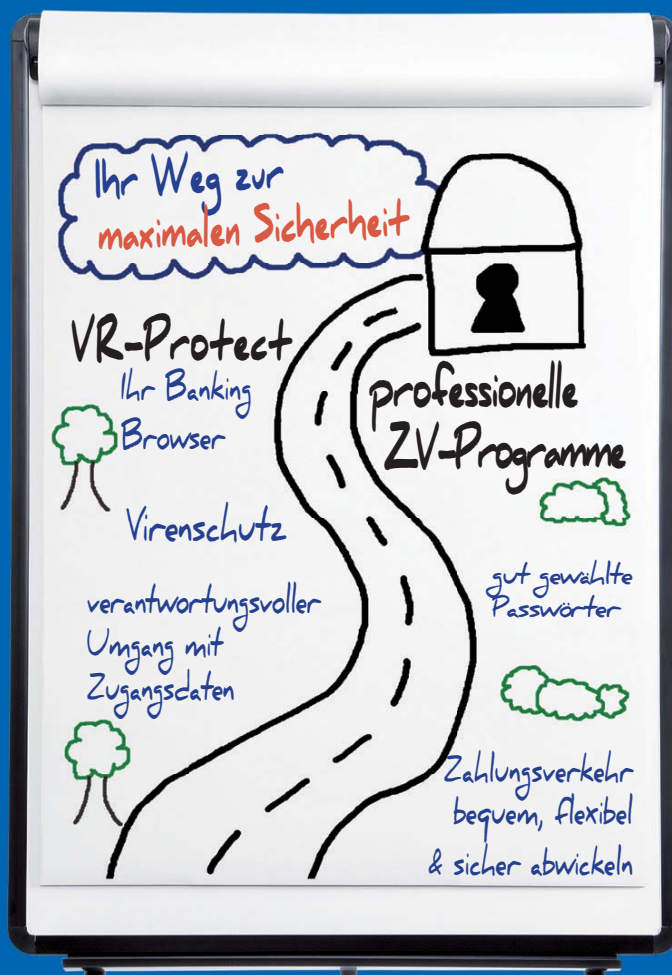 Ihr Weg zur
maximalen Sicherheit
VR-Protect
Ihr Banking
Browser
professionelle
ZV-Programme
Virenschutz
gut gewählte
Passwörter
verantwortungsvoller
Umgang mit
Zugangsdaten
Zahlungsverkehr
bequem, flexibel
& sicher abwickeln